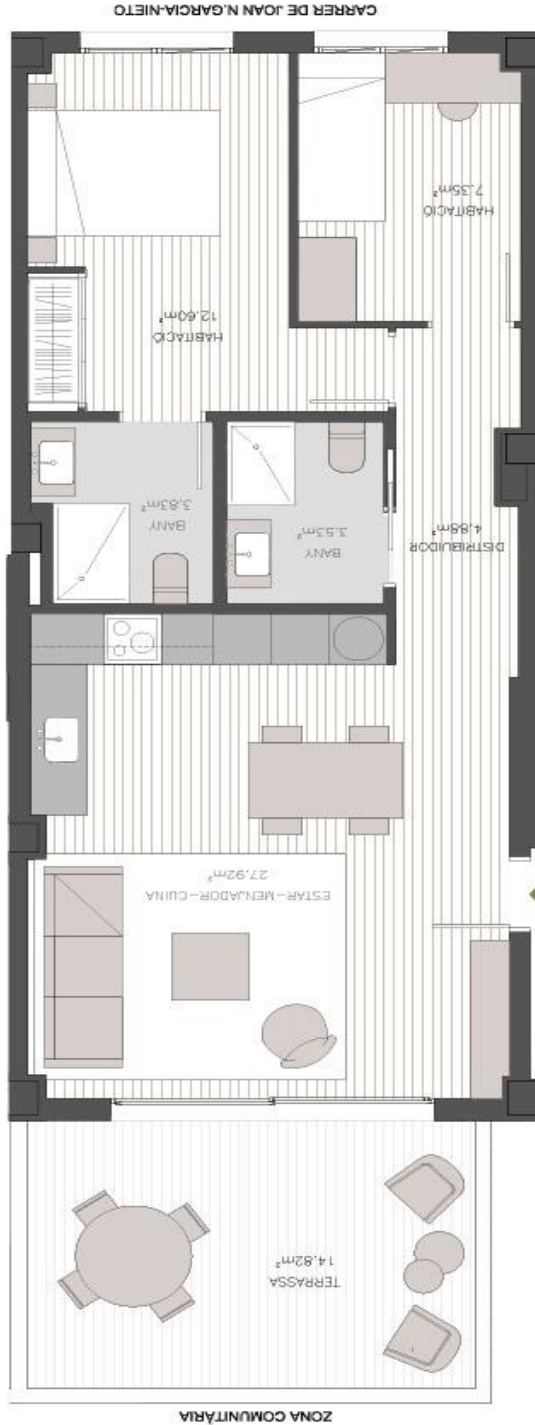 ZONA COMUNITÀRIA
TERRASSA
14.82m²
ESTAR-MENJADOR-CUINA
27.92m²
DISTRIBUIDOR
4.88m²
BANY
3.53m²
BANY
3.83m²
HABITACIÓ
12.60m²
HABITACIÓ
7.35m²
CARRER DE JOAN N.GARCIA-NIETO